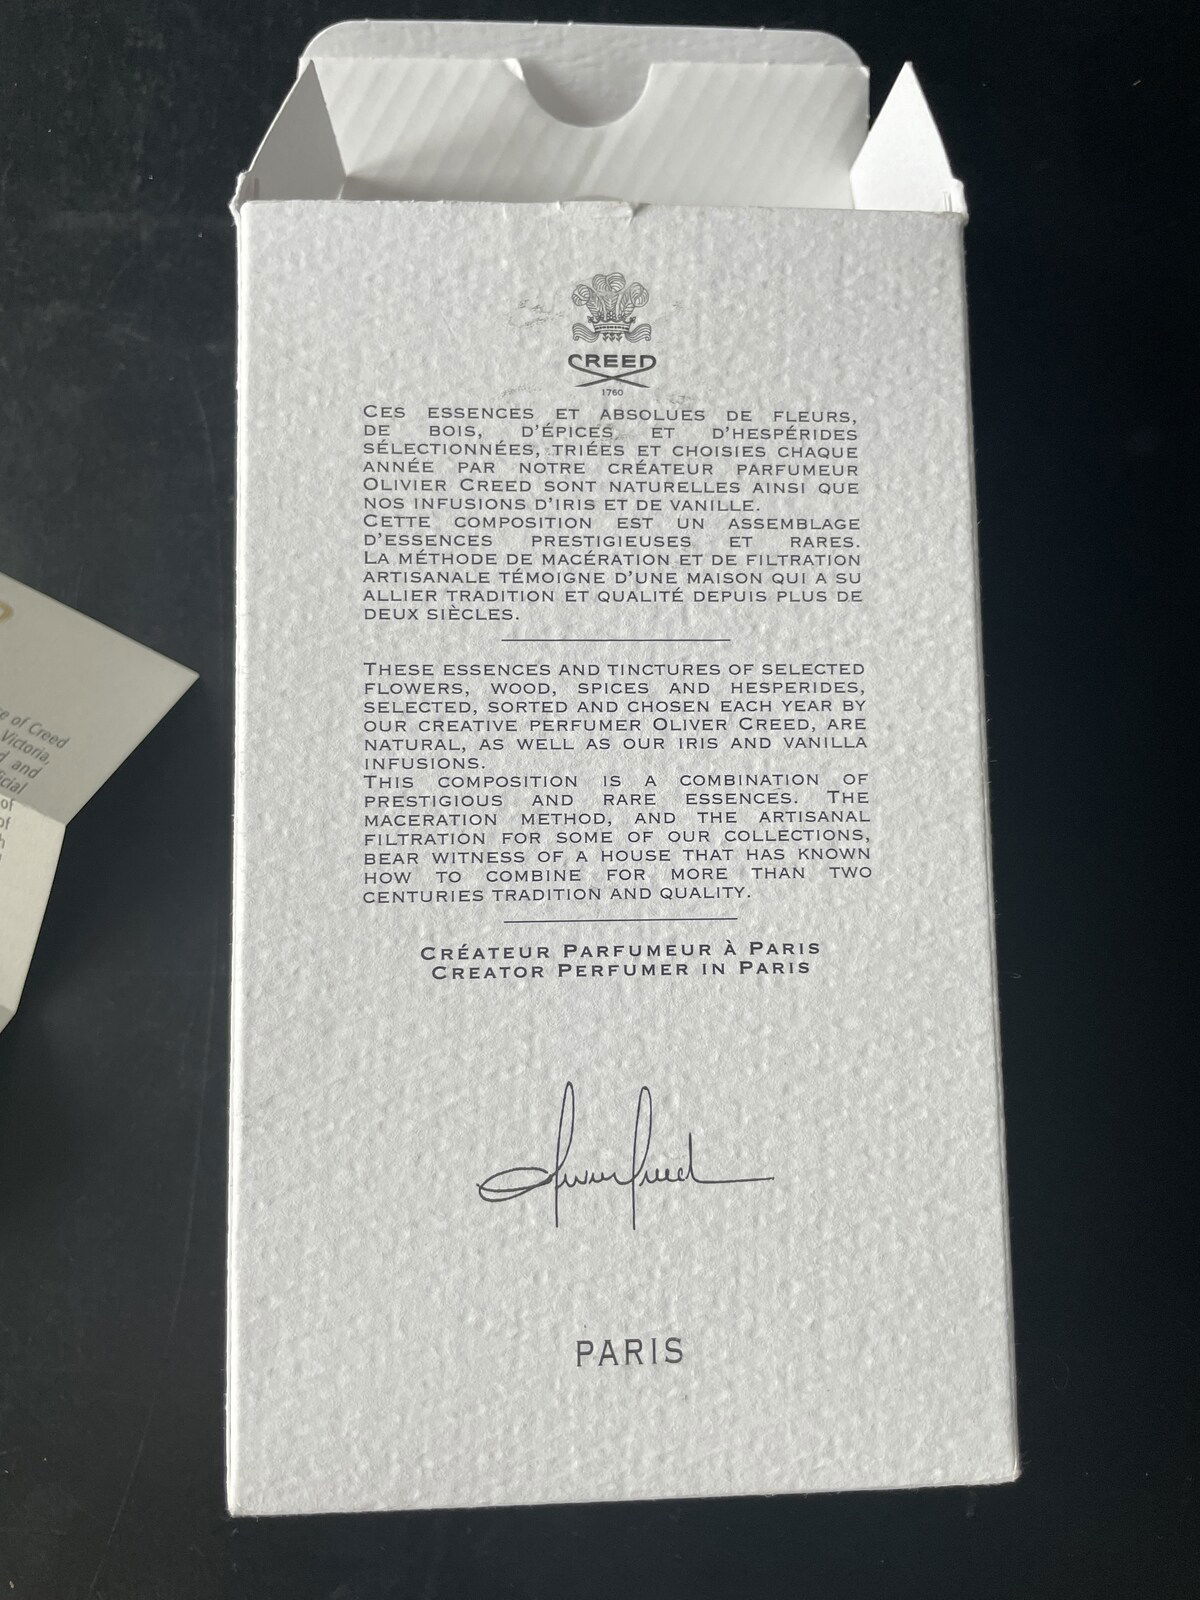 CREED
1760
CES ESSENCES ET ABSOLUES DE FLEURS,
DE BOIS, D'ÉPICES ET D'HESPÉRIDES
SÉLECTIONNÉES, TRIÉES ET CHOISIES CHAQUE
ANNÉE PAR NOTRE CRÉATEUR PARFUMEUR
OLIVIER CREED SONT NATURELLES AINSI QUE
NOS INFUSIONS D'IRIS ET DE VANILLE.
CETTE COMPOSITION EST UN ASSEMBLAGE
D'ESSENCES PRESTIGIEUSES ET RARES.
LA MÉTHODE DE MACÉRATION ET DE FILTRATION
ARTISANALE TÉMOIGNE D'UNE MAISON QUI A SU
ALLIER TRADITION ET QUALITÉ DEPUIS PLUS DE
DEUX SIÈCLES.
THESE ESSENCES AND TINCTURES OF SELECTED
FLOWERS, WOOD, SPICES AND HESPERIDES,
SELECTED, SORTED AND CHOSEN EACH YEAR BY
OUR CREATIVE PERFUMER OLIVER CREED, ARE
NATURAL, AS WELL AS OUR IRIS AND VANILLA
INFUSIONS.
THIS COMPOSITION IS A COMBINATION OF
PRESTIGIOUS AND RARE ESSENCES. THE
MACERATION METHOD, AND THE ARTISANAL
FILTRATION FOR SOME OF OUR COLLECTIONS,
BEAR WITNESS OF A HOUSE THAT HAS KNOWN
HOW TO COMBINE FOR MORE THAN TWO
CENTURIES TRADITION AND QUALITY.
CRÉATEUR PARFUMEUR À PARIS
CREATOR PERFUMER IN PARIS
PARIS
of Creed
Victoria,
and
of
of